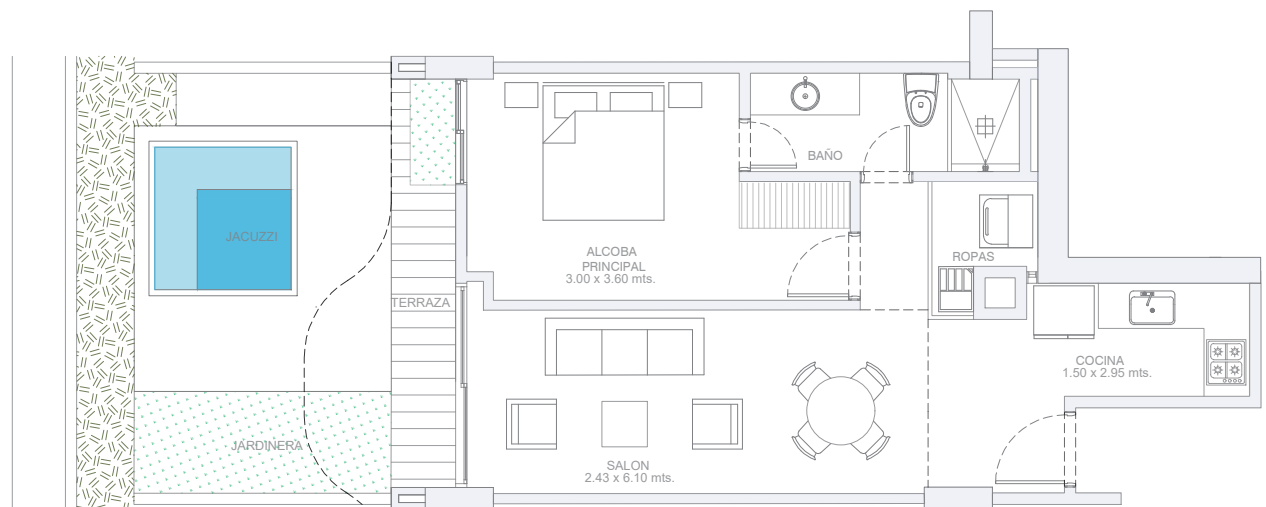 BAÑO
JACUZZI
ALCOBA
PRINCIPAL
3.00 x 3.60 mts.
ROPAS
TERRAZA
COCINA
1.50 x 2.95 mts.
JARDINERA
SALON
2.43 x 6.10 mts.